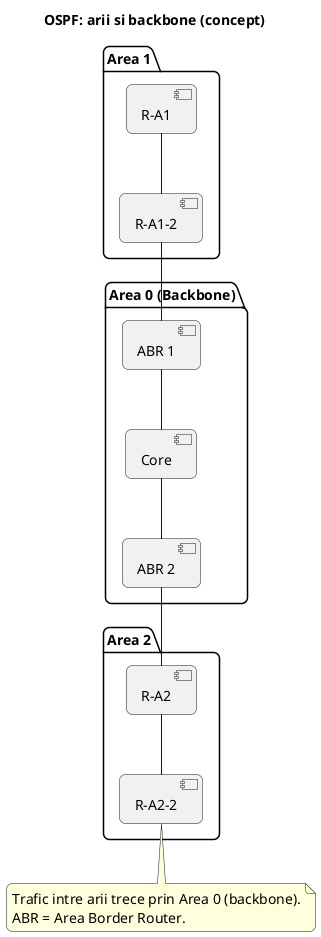 OSPF: arii si backbone (concept)
Area 1
R-A1
R-A1-2
Area 0 (Backbone)
ABR 1
Core
ABR 2
Area 2
R-A2
R-A2-2
Trafic intre arii trece prin Area 0 (backbone).
ABR = Area Border Router.